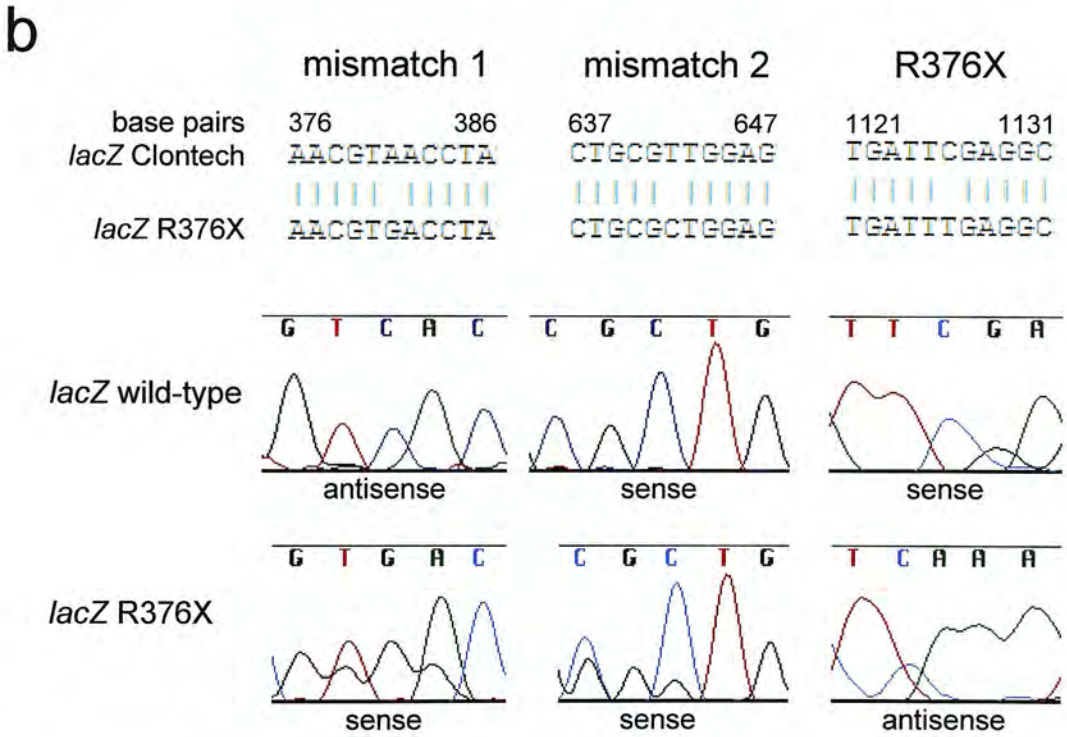 b
mismatch 1 mismatch 2 R376X
base pairs 376 386 637 647 1121 1131
lacZ Clontech AACGTAACCTA CTGCGTTGGAG TGATTCGAGGC
lacZ R376X AACGTGACCTA CTGCGCTGGAG TGATTTGAGGC
G T C A C C G C T G T T C G A
lacZ wild-type
antisense sense sense
G T G A C C G C T G T C A A A
lacZ R376X
sense sense antisense